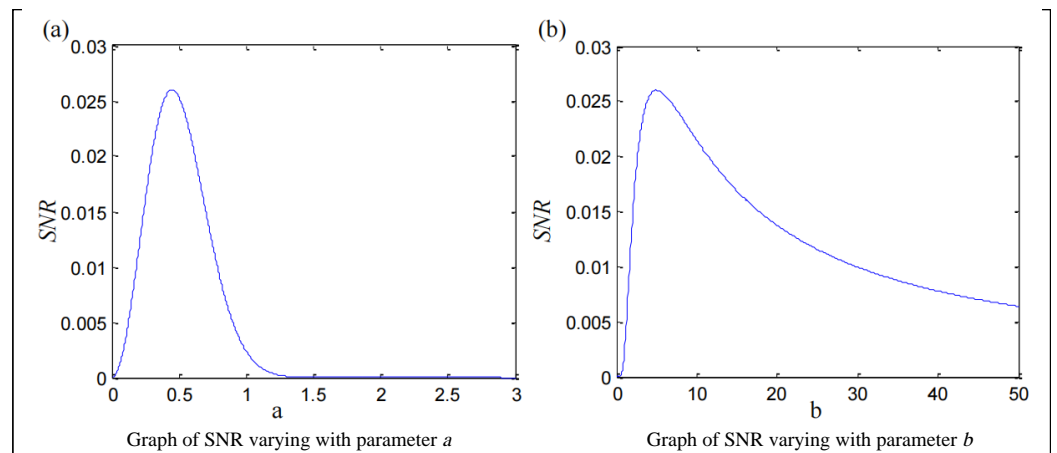 (a)
0.03
0.025
0.02
0.015
0.01
0.005
0
SNR
0 0.5 1 1.5 2 2.5 3
a
Graph of SNR varying with parameter a
(b)
0.03
0.025
0.02
0.015
0.01
0.005
0
SNR
0 10 20 30 40 50
b
Graph of SNR varying with parameter b